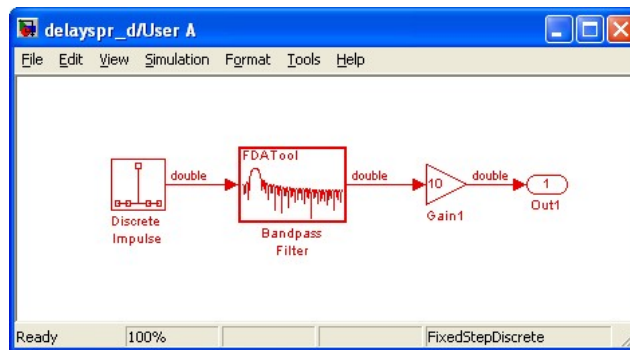 delayspr_d/User A
File Edit View Simulation Format Tools Help
FDATool
double double double
10 1
Discrete
Impulse
Bandpass
Filter
Gain1
Out1
Ready 100% FixedStepDiscrete